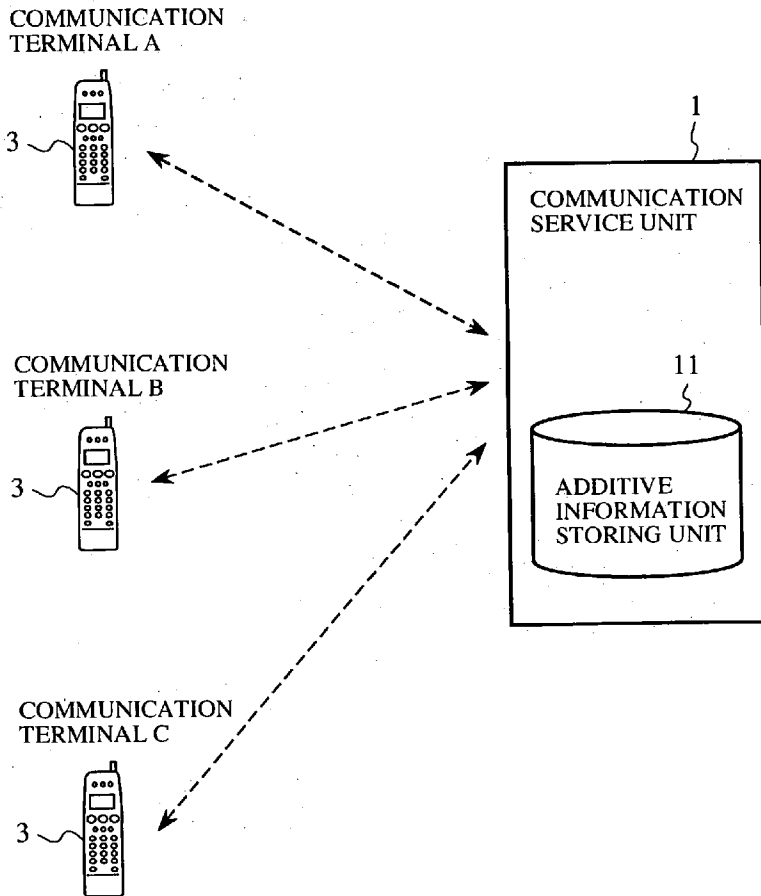 COMMUNICATION
TERMINAL A
3
1
COMMUNICATION
SERVICE UNIT
COMMUNICATION
TERMINAL B
3
11
ADDITIVE
INFORMATION
STORING UNIT
COMMUNICATION
TERMINAL C
3